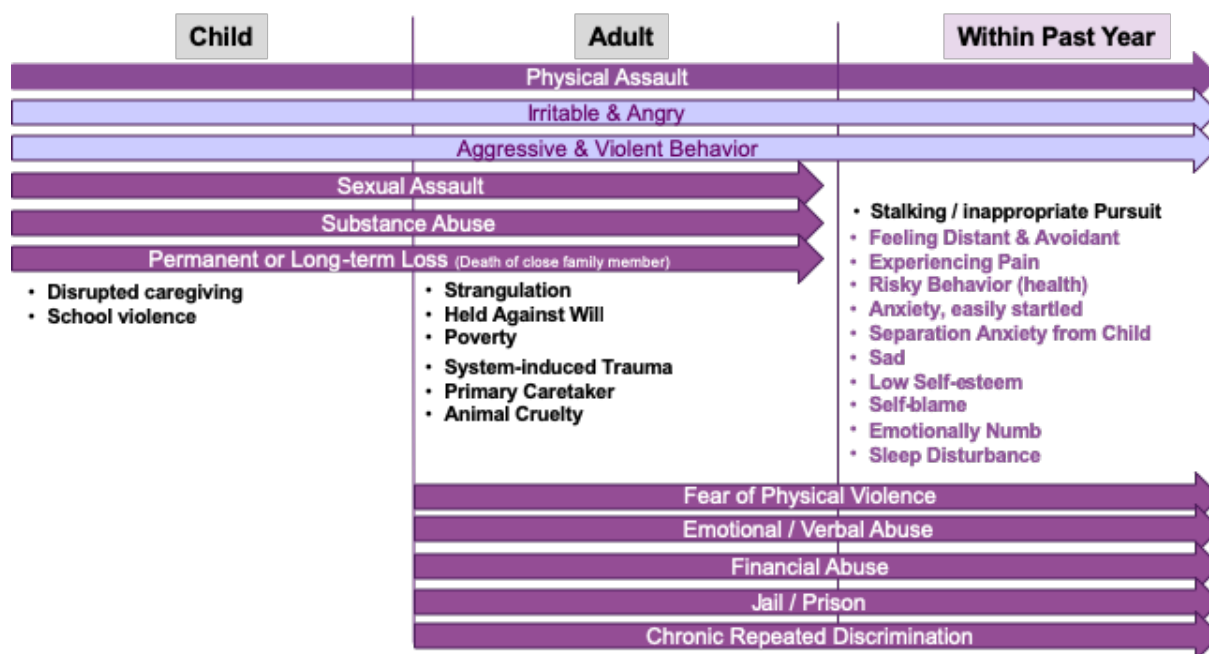 Child
Adult
Within Past Year
Physical Assault
Irritable & Angry
Aggressive & Violent Behavior
Sexual Assault
Substance Abuse
Permanent or Long-term Loss (Death of close family member)
• Disrupted caregiving
• School violence
• Strangulation
• Held Against Will
• Poverty
• System-induced Trauma
• Primary Caretaker
• Animal Cruelty
• Stalking / inappropriate Pursuit
• Feeling Distant & Avoidant
• Experiencing Pain
• Risky Behavior (health)
• Anxiety, easily startled
• Separation Anxiety from Child
• Sad
• Low Self-esteem
• Self-blame
• Emotionally Numb
• Sleep Disturbance
Fear of Physical Violence
Emotional / Verbal Abuse
Financial Abuse
Jail / Prison
Chronic Repeated Discrimination